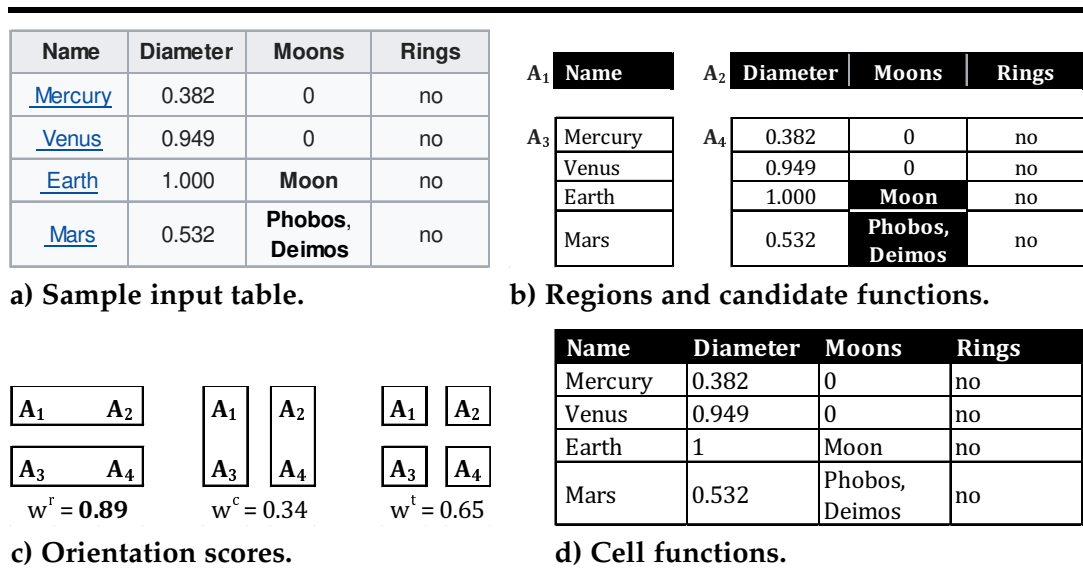 Name Diameter Moons Rings
Mercury 0.382 0 no
Venus 0.949 0 no
Earth 1.000 Moon no
Mars 0.532 Phobos, Deimos no
a) Sample input table.
A1 Name A2 Diameter Moons Rings
A3 Mercury A4 0.382 0 no
Venus 0.949 0 no
Earth 1.000 Moon no
Mars 0.532 Phobos, Deimos no
b) Regions and candidate functions.
A1 A2 A1 A2 A1 A2
A3 A4 A3 A4 A3 A4
w^r = 0.89 w^c = 0.34 w^t = 0.65
c) Orientation scores.
Name Diameter Moons Rings
Mercury 0.382 0 no
Venus 0.949 0 no
Earth 1 Moon no
Mars 0.532 Phobos, Deimos no
d) Cell functions.